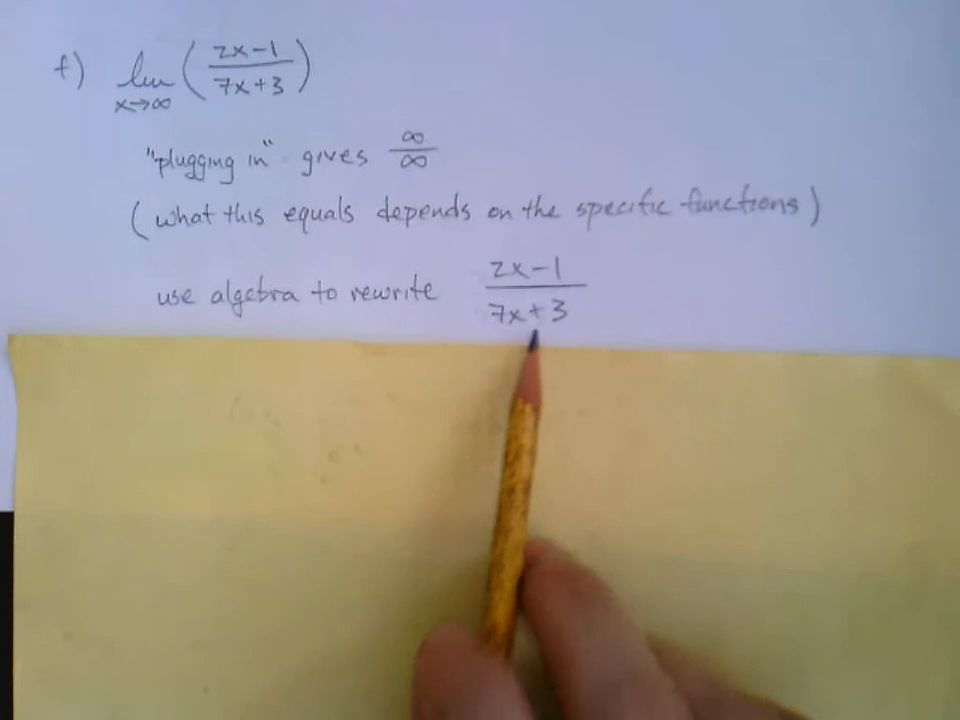 f) lim x→∞ (2x-1 / 7x+3)
"plugging in" gives ∞/∞
(what this equals depends on the specific functions)
use algebra to rewrite 2x-1 / 7x+3